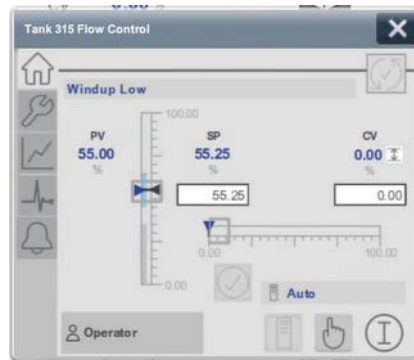 Tank 315 Flow Control
Windup Low
100.00
PV SP CV
55.00 55.25 0.00
% % %
55.25 0.00
0.00 100.00
0.00
Auto
Operator